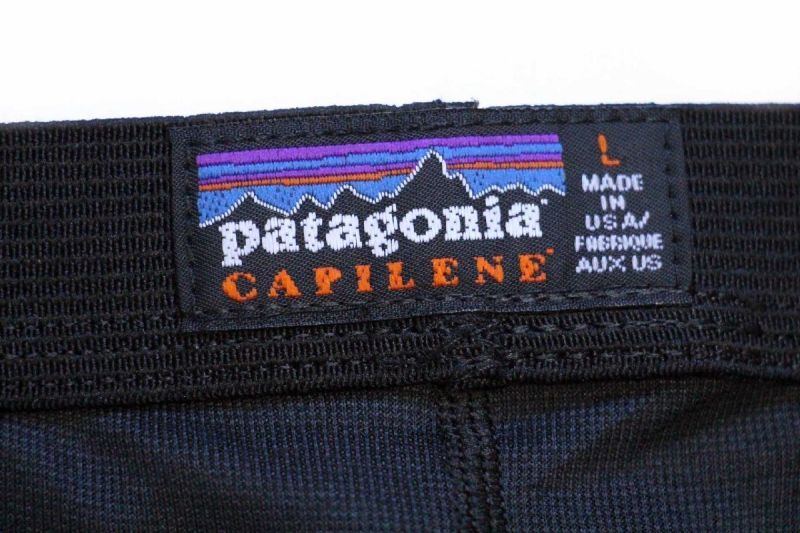 patagonia
CAPILENE
L
MADE
IN
USA/
FABRIQUE
AUX US